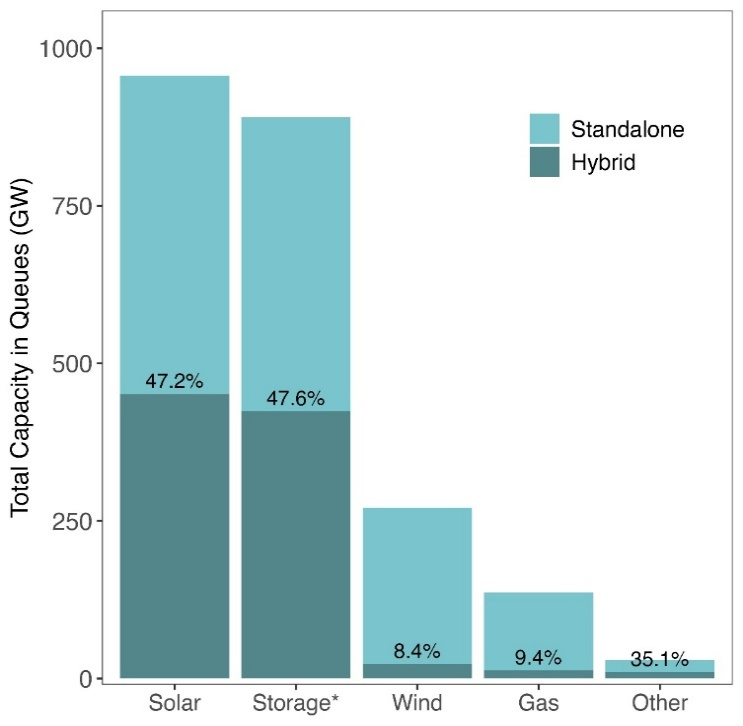 Total Capacity in Queues (GW)
1000
750
500
250
0
Standalone
Hybrid
47.2%
47.6%
8.4%
9.4%
35.1%
Solar
Storage*
Wind
Gas
Other